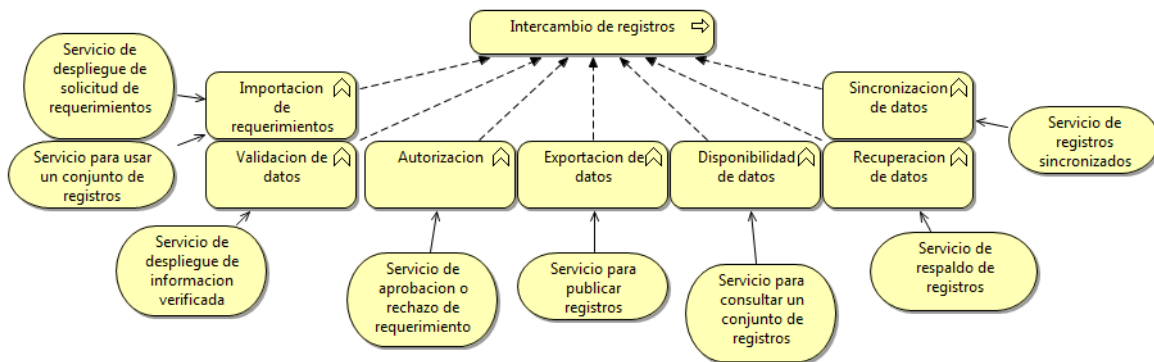 Intercambio de registros
Servicio de
despliegue de
solicitud de
requerimientos
Importacion
de
requerimientos
Sincronizacion
de datos
Servicio para usar
un conjunto de
registros
Validacion de
datos
Autorizacion
Exportacion de
datos
Disponibilidad
de datos
Recuperacion
de datos
Servicio de
registros
sincronizados
Servicio de
despliegue de
informacion
verificada
Servicio de
aprobacion o
rechazo de
requerimiento
Servicio para
publicar
registros
Servicio para
consultar un
conjunto de
registros
Servicio de
respaldo de
registros